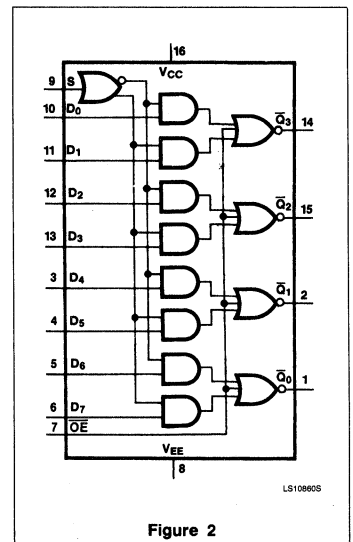 16
VCC
9 S
10 D0
11 D1
12 D2
13 D3
3 D4
4 D5
5 D6
6 D7
7 OE
Q3 14
Q2 15
Q1 2
Q0 1
VEE
8
LS10860S
Figure 2